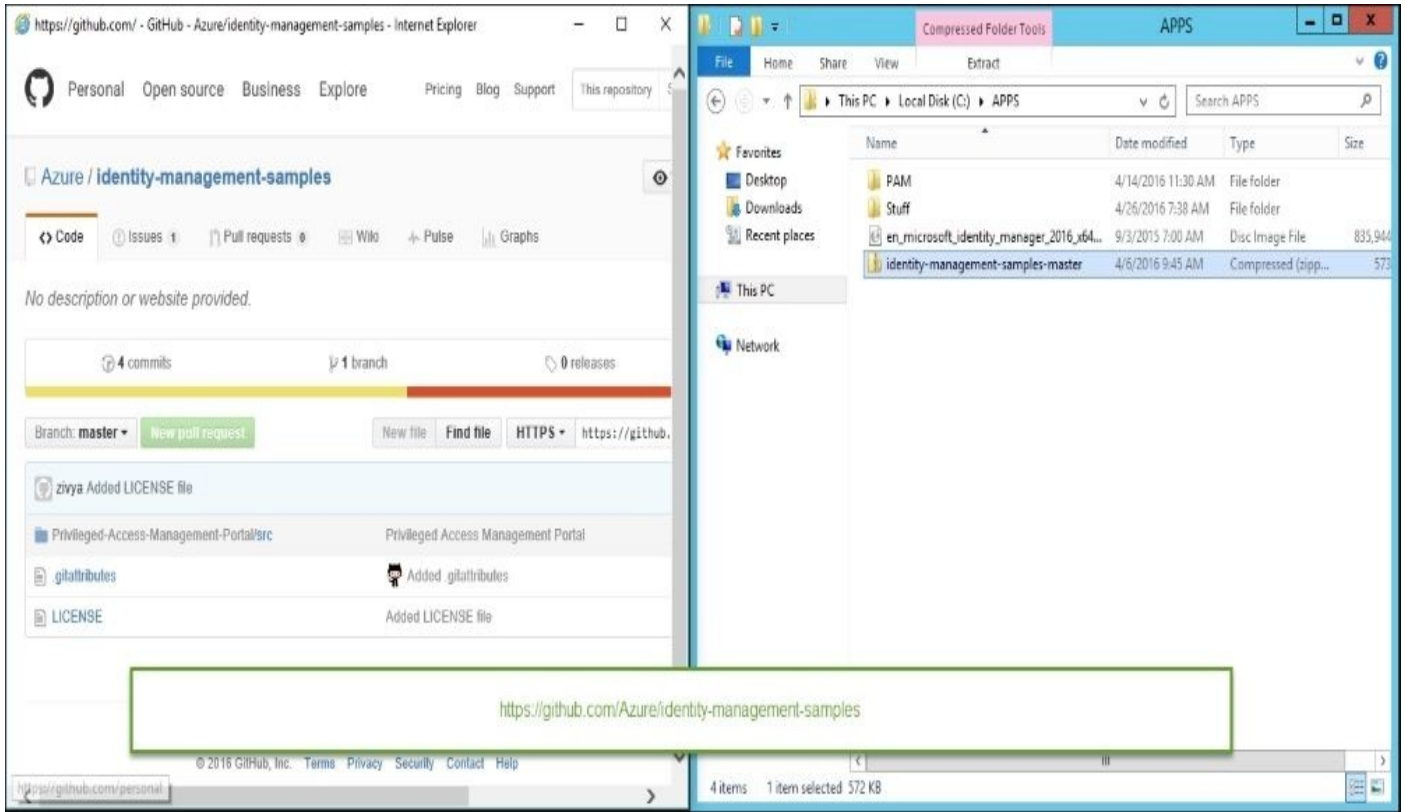 https://github.com/ - GitHub - Azure/identity-management-samples - Internet Explorer
Personal Open source Business Explore Pricing Blog Support This repository
Azure / identity-management-samples
Code Issues 1 Pull requests 0 Wiki Pulse Graphs
No description or website provided.
4 commits 1 branch 0 releases
Branch: master New pull request New file Find file HTTPS https://github.
zivya Added LICENSE file
Privileged-Access-Management-Portal/src Privileged Access Management Portal
.gitattributes Added .gitattributes
LICENSE Added LICENSE file
© 2016 GitHub, Inc. Terms Privacy Security Contact Help
https://github.com/personal
Compressed Folder Tools APPS
File Home Share View Extract
This PC Local Disk (C:) APPS Search APPS
Favorites
Desktop
Downloads
Recent places
This PC
Network
Name Date modified Type Size
PAM 4/14/2016 11:30 AM File folder
Stuff 4/26/2016 7:38 AM File folder
en_microsoft_identity_manager_2016_x64... 9/3/2015 7:00 AM Disc Image File 835,944
identity-management-samples-master 4/6/2016 9:45 AM Compressed (zipp... 573
4 items 1 item selected 572 KB
https://github.com/Azure/identity-management-samples